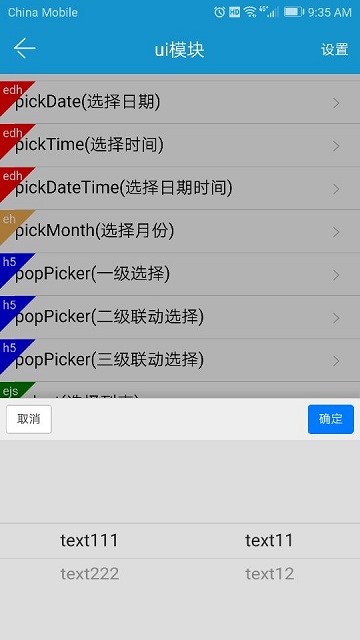 China Mobile HD 4G 9:35 AM
ui模块 设置
edh
pickDate(选择日期)
edh
pickTime(选择时间)
edh
pickDateTime(选择日期时间)
eh
pickMonth(选择月份)
h5
popPicker(一级选择)
h5
popPicker(二级联动选择)
h5
popPicker(三级联动选择)
ejs
取消 确定
text111 text11
text222 text12